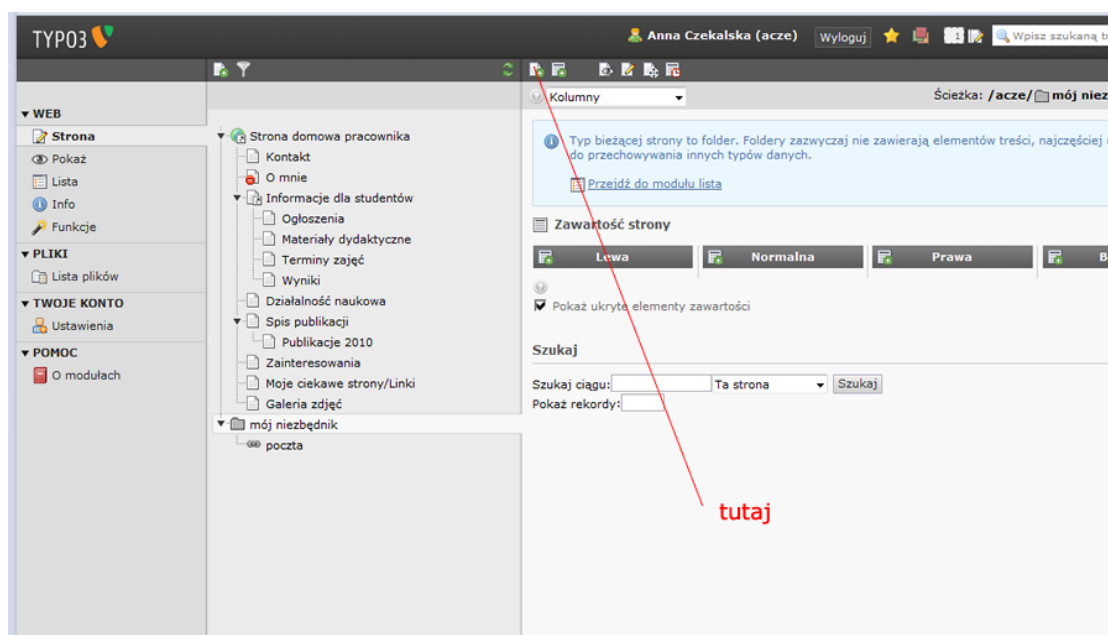 TYPO3
Anna Czekalska (acze) Wyloguj 1 Wpisz szukaną
Kolumny Ścieżka: /acze/ mój
WEB
Strona
Pokaż
Lista
Info
Funkcje
PLIKI
Lista plików
TWOJE KONTO
Ustawienia
POMOC
O modułach
Strona domowa pracownika
Kontakt
O mnie
Informacje dla studentów
Ogłoszenia
Materiały dydaktyczne
Terminy zajęć
Wyniki
Działalność naukowa
Spis publikacji
Publikacje 2010
Zainteresowania
Moje ciekawe strony/Linki
Galeria zdjęć
mój niezbędnik
poczta
Typ bieżącej strony to folder. Foldery zazwyczaj nie zawierają elementów treści, najczęściej
do przechowywania innych typów danych.
Przejdź do modułu lista
Zawartość strony
Lewa Normalna Prawa
Pokaż ukryte elementy zawartości
Szukaj
Szukaj ciągu: Ta strona Szukaj
Pokaż rekordy:
tutaj